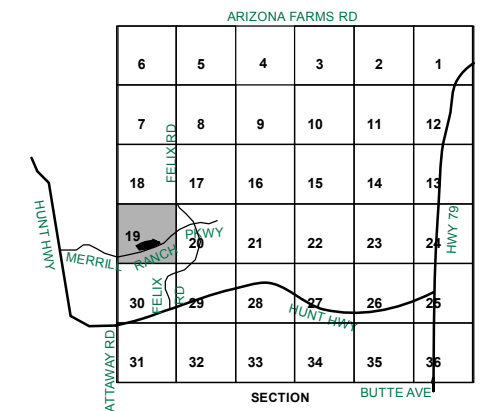 ARIZONA FARMS RD
6 5 4 3 2 1
7 8 9 10 11 12
FELIX RD
18 17 16 15 14 13
HUNT HWY
19 20 21 22 23 24
MERRILL RANCH PKWY
HWY 79
30 29 28 27 26 25
FELIX RD
HUNT HWY
31 32 33 34 35 36
ATTAWAY RD
SECTION
BUTTE AVE